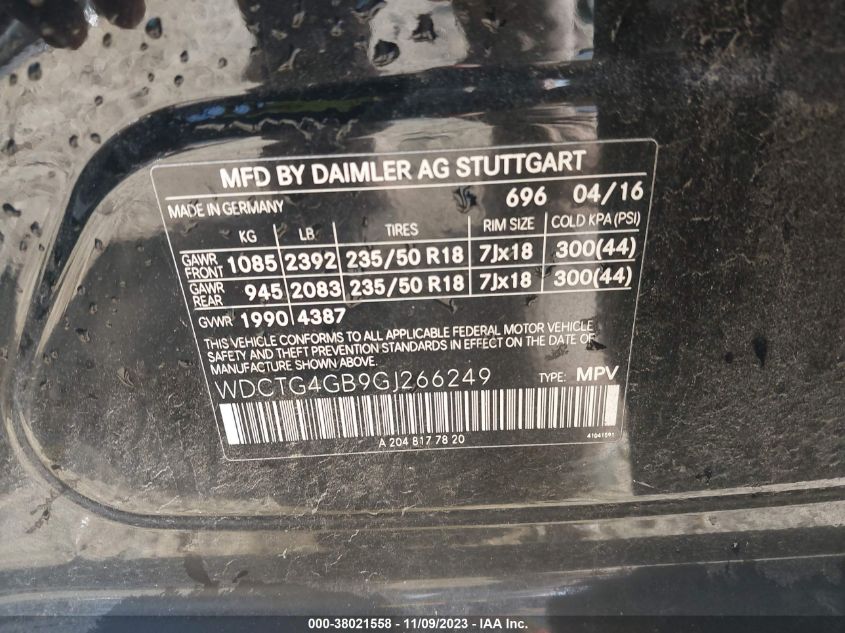 MFD BY DAIMLER AG STUTTGART
MADE IN GERMANY 696 04/16
KG LB TIRES RIM SIZE COLD KPA (PSI)
GAWR FRONT 1085 2392 235/50 R18 7Jx18 300(44)
GAWR REAR 945 2083 235/50 R18 7Jx18 300(44)
GVWR 1990 4387
THIS VEHICLE CONFORMS TO ALL APPLICABLE FEDERAL MOTOR VEHICLE
SAFETY AND THEFT PREVENTION STANDARDS IN EFFECT ON THE DATE OF
MANUFACTURE SHOWN ABOVE.
WDCTG4GB9GJ266249 TYPE: MPV
A 204 817 78 20 41041591
000-38021558 - 11/09/2023 - IAA Inc.